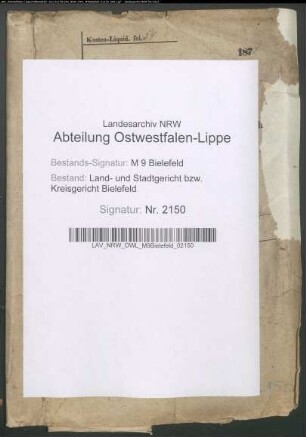 Kosten-Liquid. fol.
187
Landesarchiv NRW
Abteilung Ostwestfalen-Lippe
Bestands-Signatur: M 9 Bielefeld
Bestand: Land- und Stadtgericht bzw.
Kreisgericht Bielefeld
Signatur: Nr. 2150
LAV_NRW_OWL_M9Bielefeld_02150